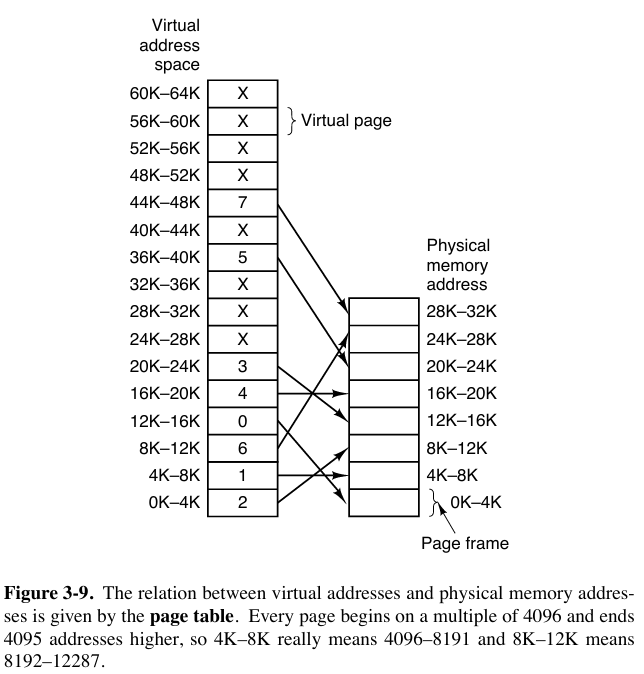 Virtual
address
space
60K–64K X
56K–60K X Virtual page
52K–56K X
48K–52K X
44K–48K 7
40K–44K X
36K–40K 5
32K–36K X
28K–32K X
24K–28K X
20K–24K 3
16K–20K 4
12K–16K 0
8K–12K 6
4K–8K 1
0K–4K 2
Physical
memory
address
28K–32K
24K–28K
20K–24K
16K–20K
12K–16K
8K–12K
4K–8K
0K–4K
Page frame
Figure 3-9. The relation between virtual addresses and physical memory addres-
ses is given by the page table. Every page begins on a multiple of 4096 and ends
4095 addresses higher, so 4K–8K really means 4096–8191 and 8K–12K means
8192–12287.